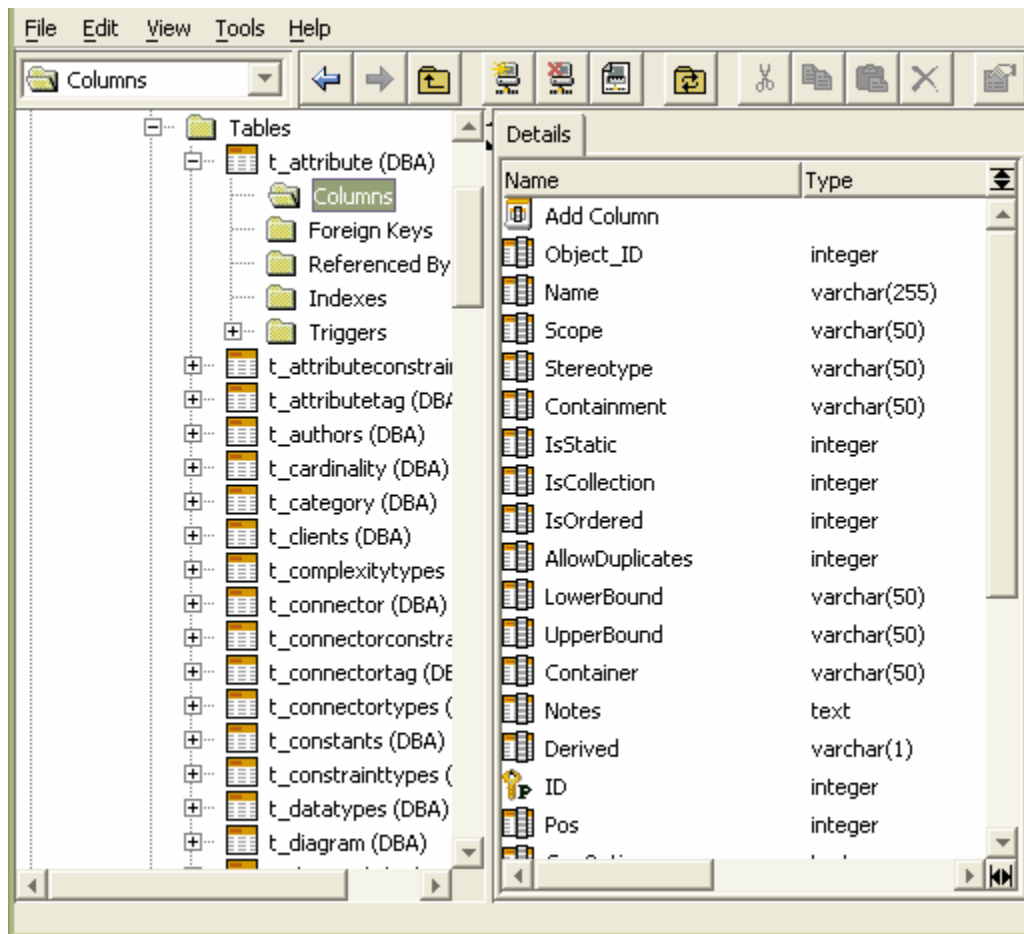 File Edit View Tools Help
Columns
Tables
t_attribute (DBA)
Columns
Foreign Keys
Referenced By
Indexes
Triggers
t_attributeconstrai
t_attributetag (DBA
t_authors (DBA)
t_cardinality (DBA)
t_category (DBA)
t_clients (DBA)
t_complexitytypes
t_connector (DBA)
t_connectorconstra
t_connectortag (DB
t_connectortypes (
t_constants (DBA)
t_constrainttypes (
t_datatypes (DBA)
t_diagram (DBA)
Details
Name Type
Add Column
Object_ID integer
Name varchar(255)
Scope varchar(50)
Stereotype varchar(50)
Containment varchar(50)
IsStatic integer
IsCollection integer
IsOrdered integer
AllowDuplicates integer
LowerBound varchar(50)
UpperBound varchar(50)
Container varchar(50)
Notes text
Derived varchar(1)
P ID integer
Pos integer